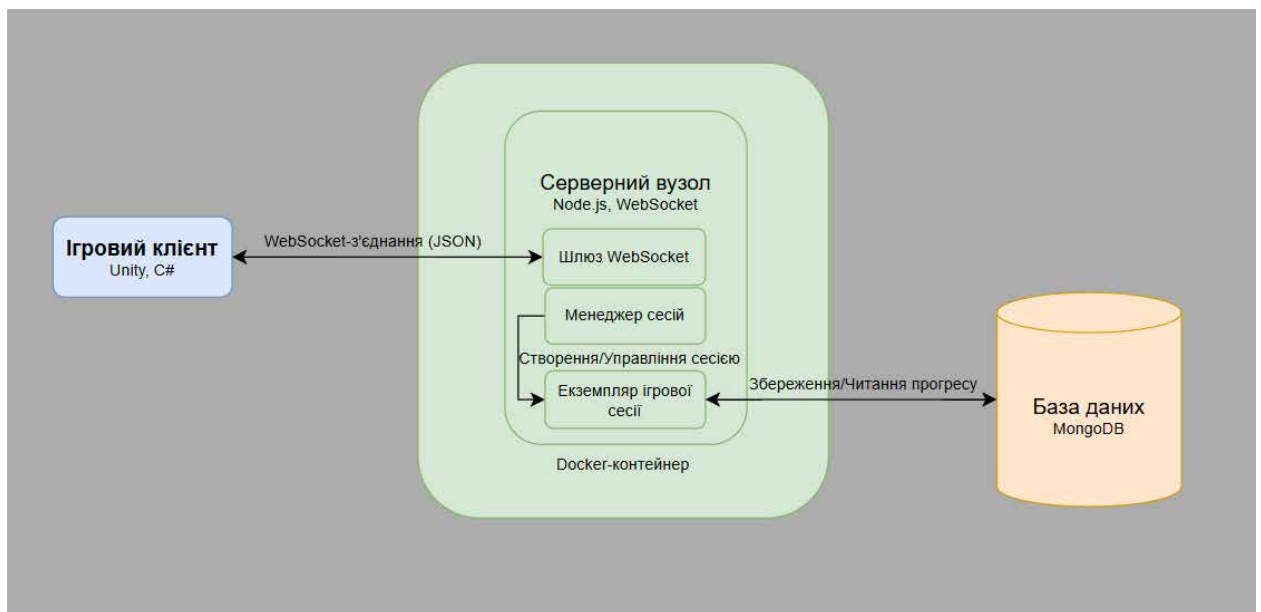 Серверний вузол
Node.js, WebSocket
Ігровий клієнт
Unity, C#
WebSocket-з'єднання (JSON)
Шлюз WebSocket
Менеджер сесій
Створення/Управління сесією
Екземпляр ігрової
сесії
Збереження/Читання прогресу
База даних
MongoDB
Docker-контейнер